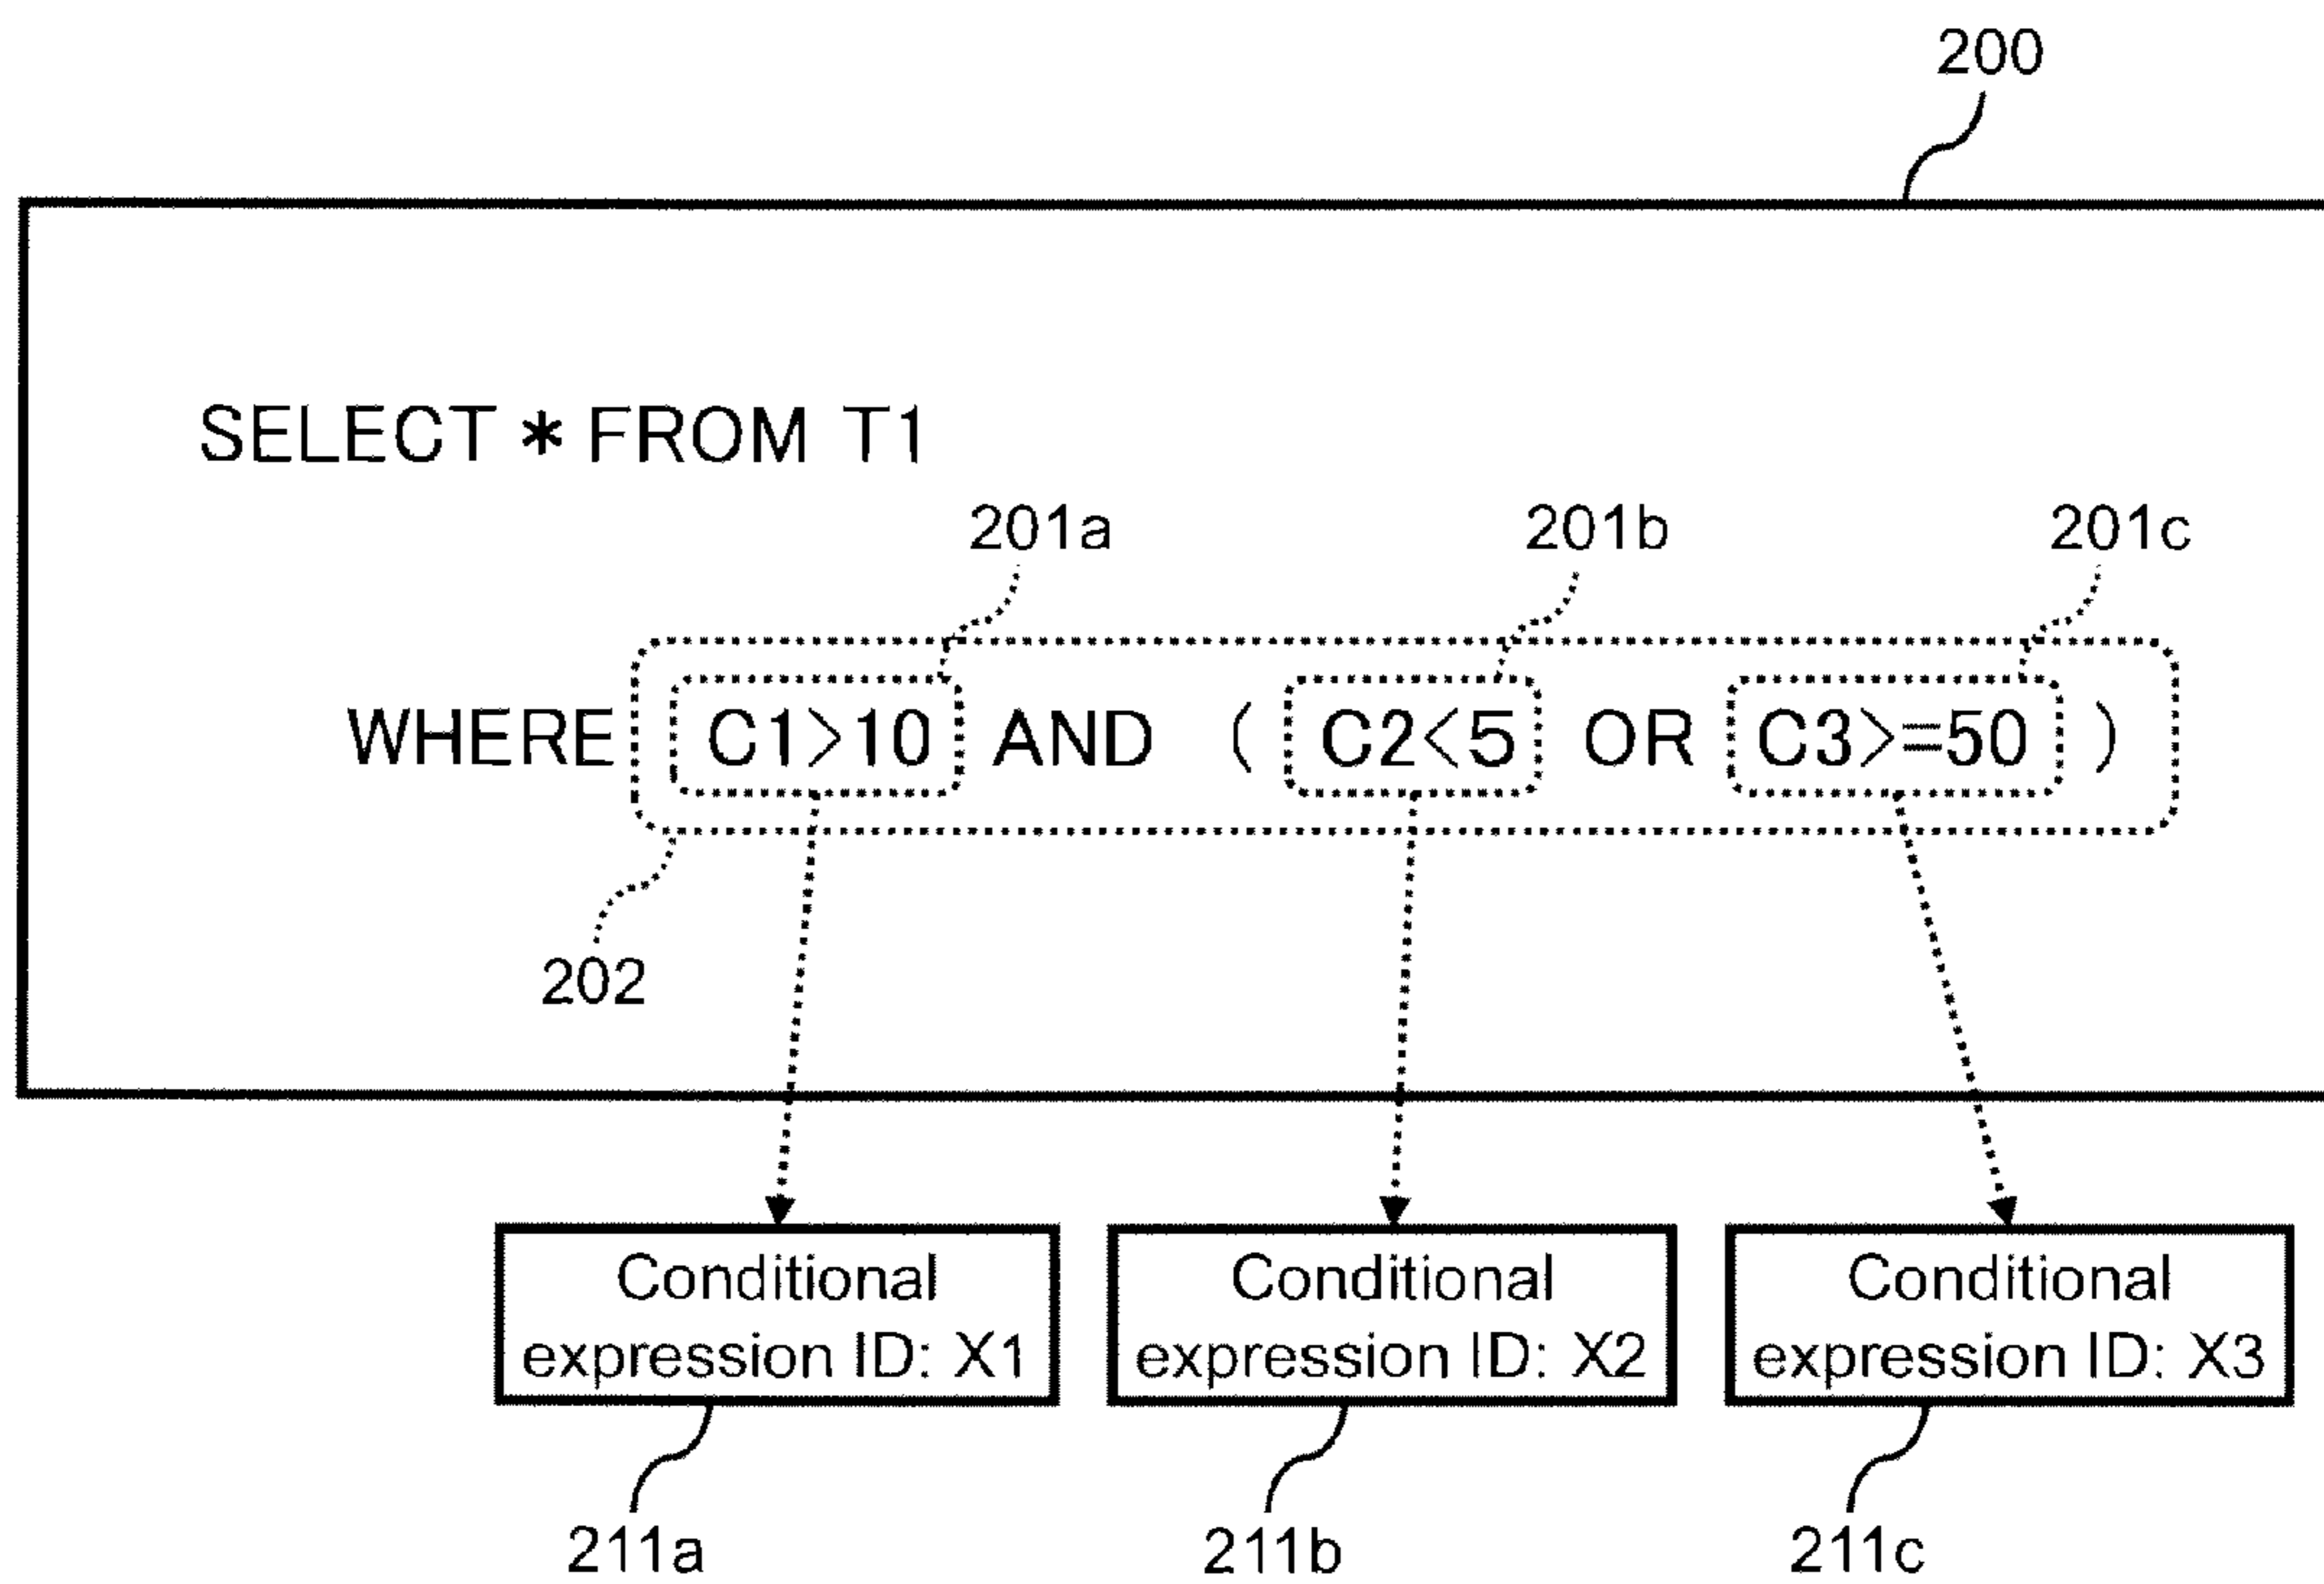 200
SELECT * FROM T1
201a 201b 201c
WHERE C1>10 AND ( C2<5 OR C3>=50 )
202
Conditional
expression ID: X1
Conditional
expression ID: X2
Conditional
expression ID: X3
211a 211b 211c